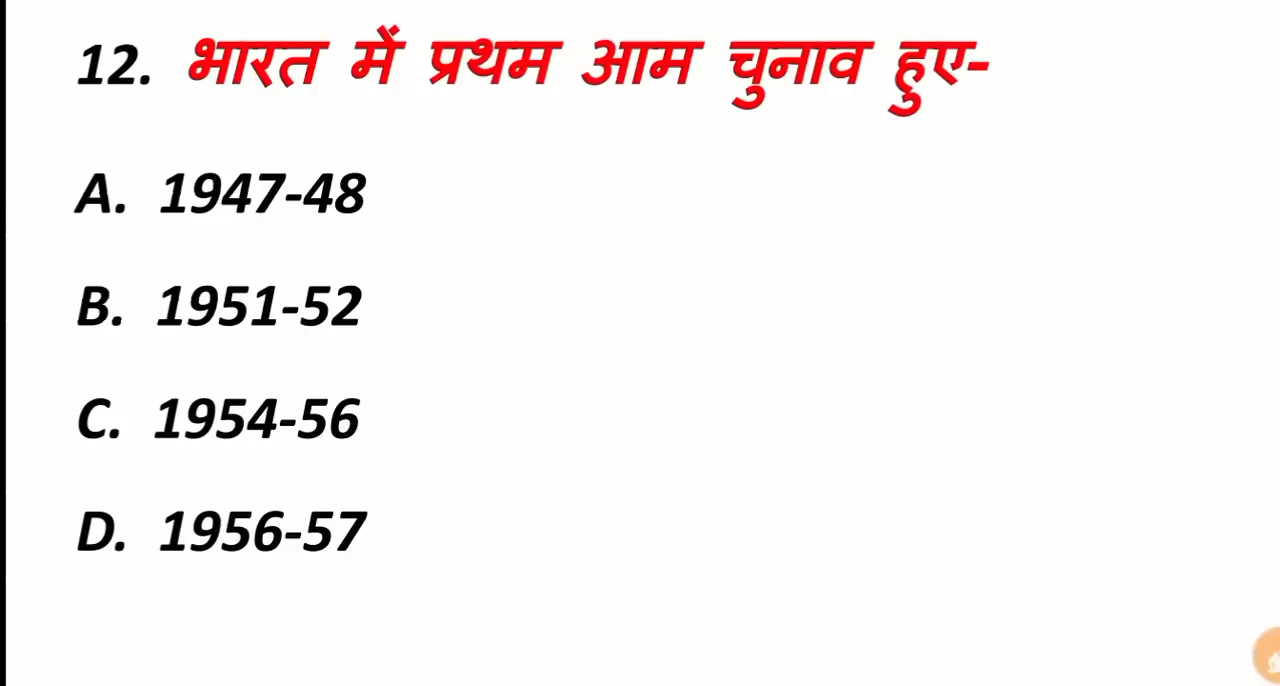 12. भारत में प्रथम आम चुनाव हुए-
A. 1947-48
B. 1951-52
C. 1954-56
D. 1956-57